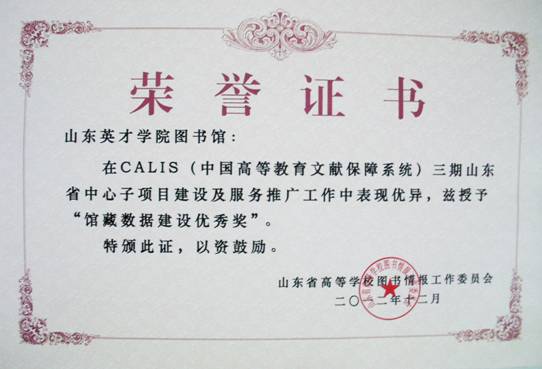 荣誉证书
山东英才学院图书馆：
在CALIS（中国高等教育文献保障系统）三期山东
省中心子项目建设及服务推广工作中表现优异，兹授予
“馆藏数据建设优秀奖”。
特颁此证，以资鼓励。
山东省高等学校图书情报工作委员会
二〇一二年十二月